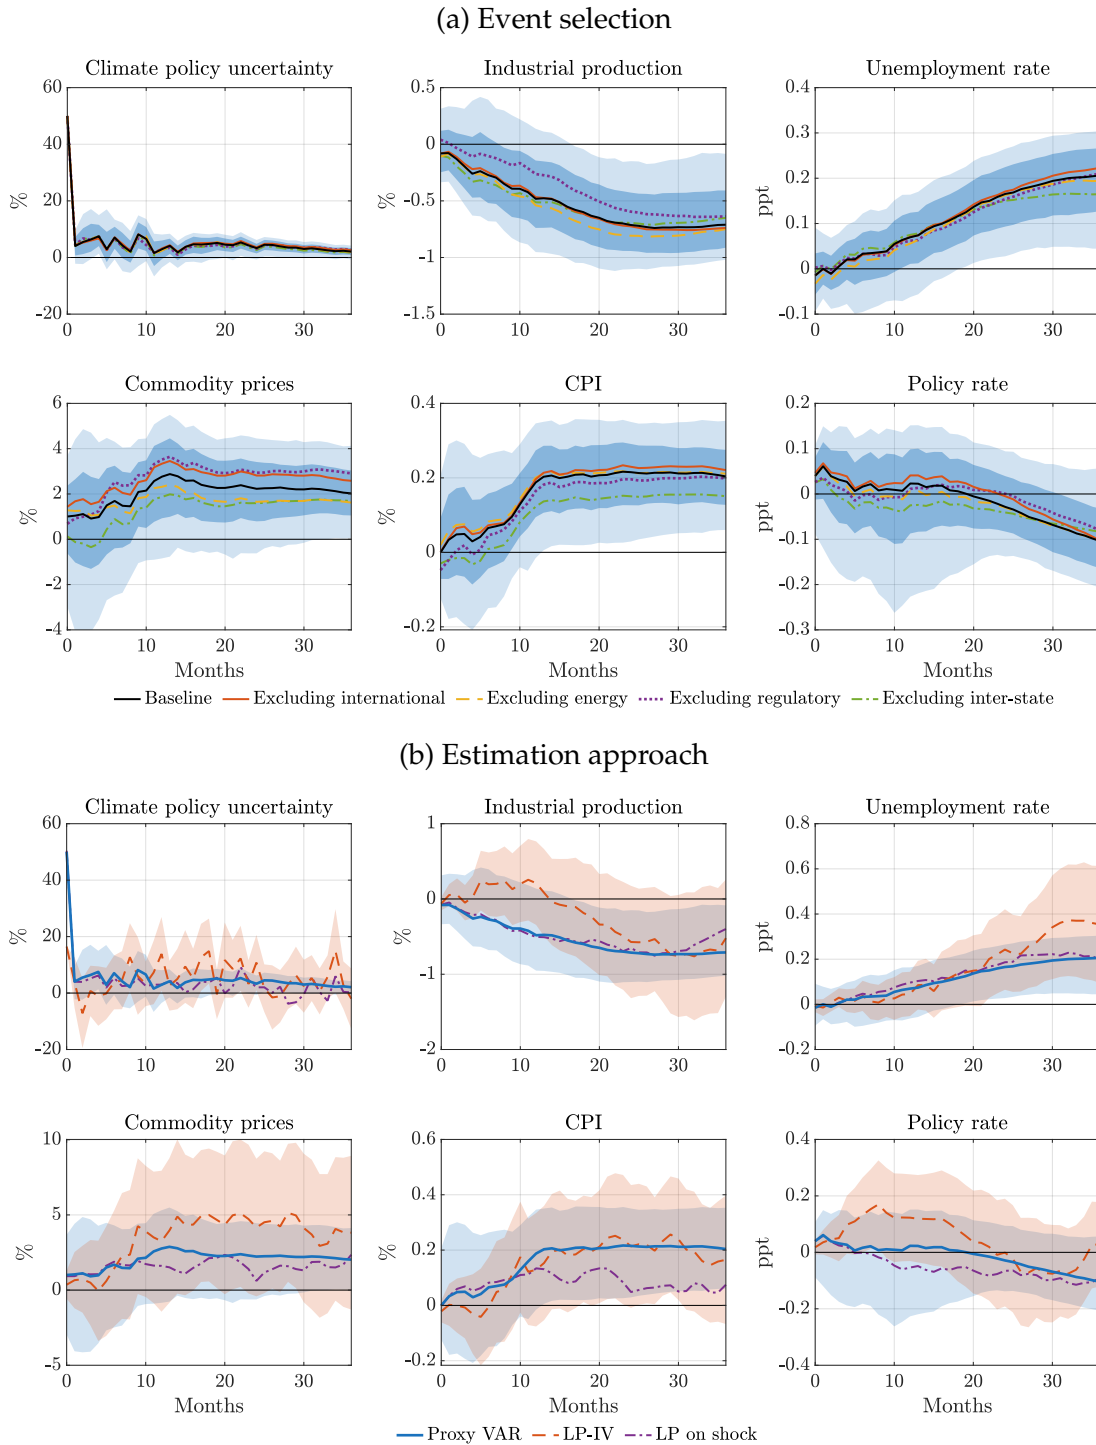 (a) Event selection
Climate policy uncertainty
Industrial production
Unemployment rate
60
40
20
0
-20
%
0 10 20 30
0.5
0
-0.5
-1
-1.5
%
0 10 20 30
0.4
0.3
0.2
0.1
0
-0.1
ppt
0 10 20 30
Commodity prices
CPI
Policy rate
6
4
2
0
-2
-4
%
0 10 20 30
Months
0.4
0.2
0
-0.2
%
0 10 20 30
Months
0.2
0.1
0
-0.1
-0.2
-0.3
ppt
0 10 20 30
Months
Baseline Excluding international Excluding energy Excluding regulatory Excluding inter-state
(b) Estimation approach
Climate policy uncertainty
Industrial production
Unemployment rate
60
40
20
0
-20
%
0 10 20 30
1
0
-1
-2
%
0 10 20 30
0.8
0.6
0.4
0.2
0
-0.2
ppt
0 10 20 30
Commodity prices
CPI
Policy rate
10
5
0
-5
%
0 10 20 30
Months
0.6
0.4
0.2
0
-0.2
%
0 10 20 30
Months
0.4
0.2
0
-0.2
-0.4
ppt
0 10 20 30
Months
Proxy VAR LP-IV LP on shock